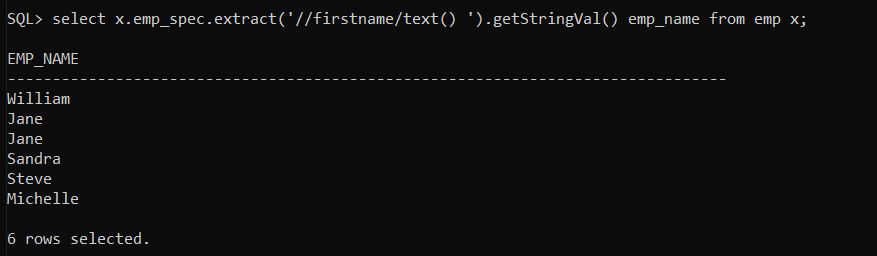 SQL> select x.emp_spec.extract('//firstname/text() ').getStringVal() emp_name from emp x;
EMP_NAME
--------------------------------------------------------------------------------
William
Jane
Jane
Sandra
Steve
Michelle
6 rows selected.